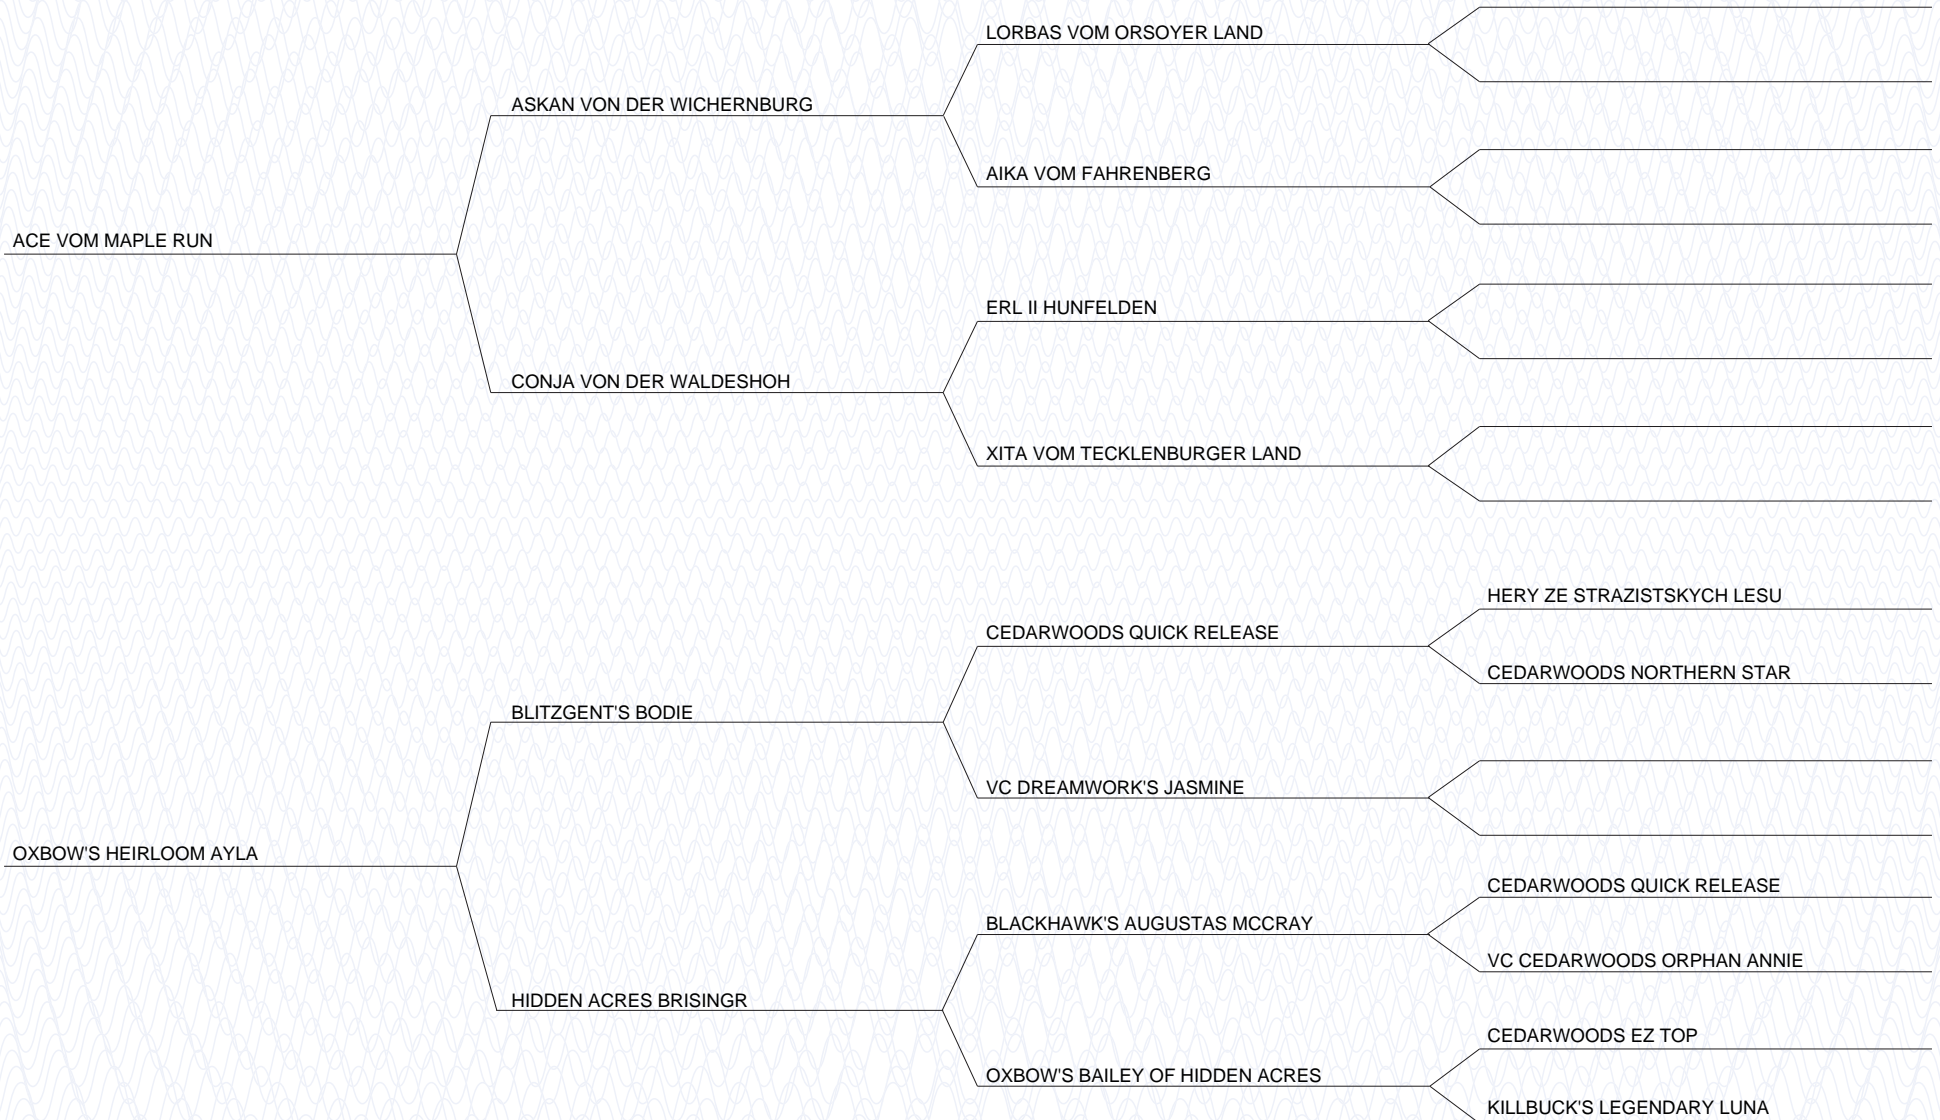 LORBAS VOM ORSOYER LAND
ASKAN VON DER WICHERNBURG
AIKA VOM FAHRENBERG
ACE VOM MAPLE RUN
ERL II HUNFELDEN
CONJA VON DER WALDESHOH
XITA VOM TECKLENBURGER LAND
HERY ZE STRAZISTSKYCH LESU
CEDARWOODS QUICK RELEASE
CEDARWOODS NORTHERN STAR
BLITZGENT'S BODIE
VC DREAMWORK'S JASMINE
OXBOW'S HEIRLOOM AYLA
CEDARWOODS QUICK RELEASE
BLACKHAWK'S AUGUSTAS MCCRAY
VC CEDARWOODS ORPHAN ANNIE
HIDDEN ACRES BRISINGR
CEDARWOODS EZ TOP
OXBOW'S BAILEY OF HIDDEN ACRES
KILLBUCK'S LEGENDARY LUNA